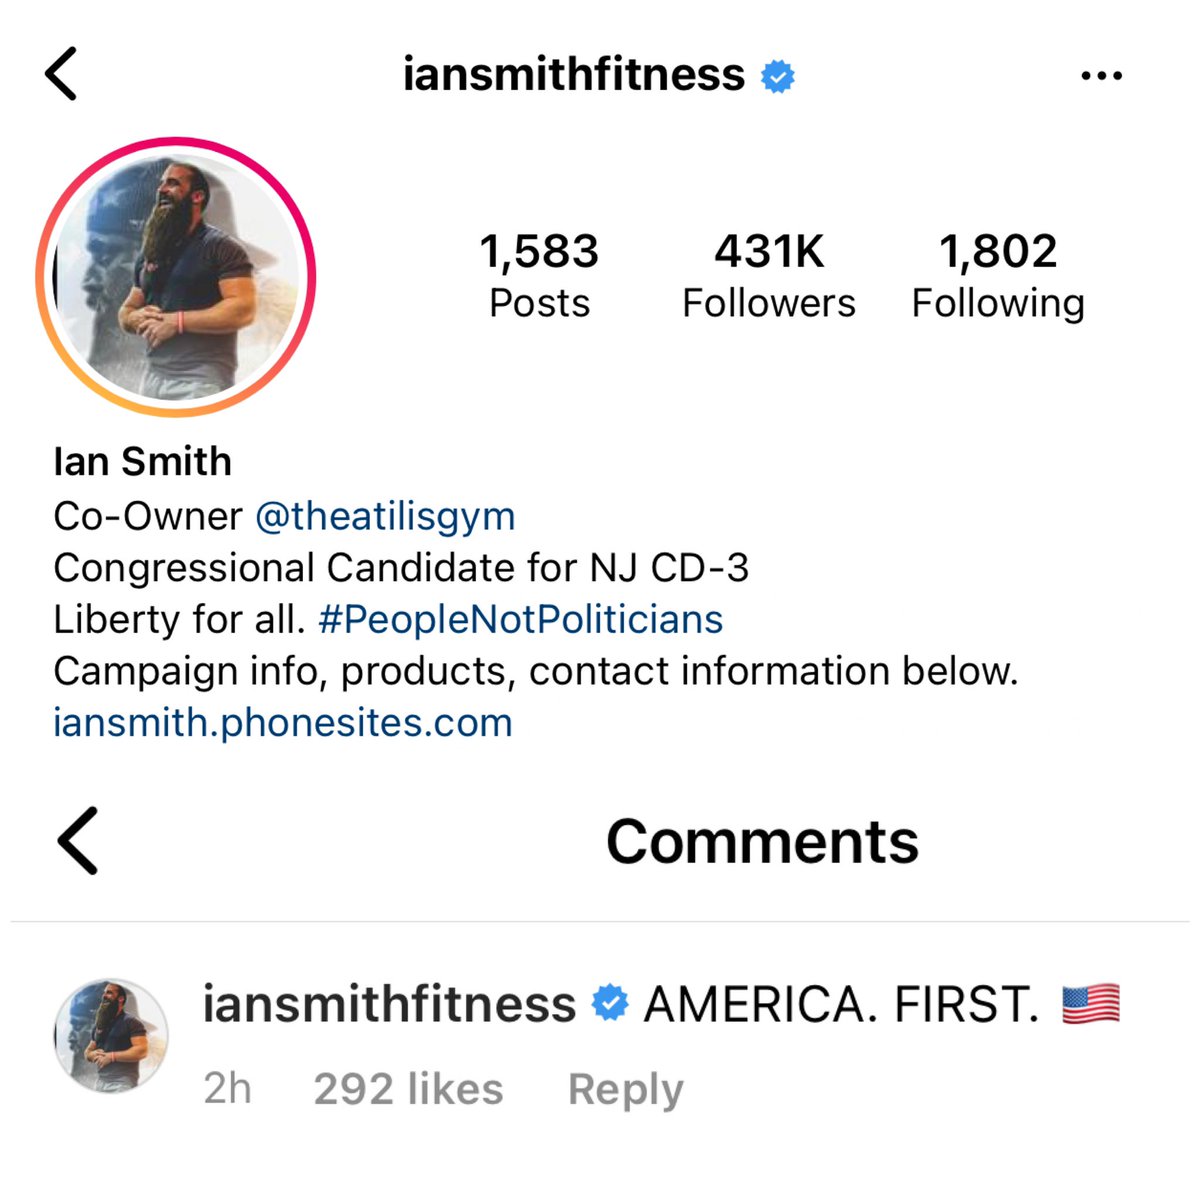 iansmithfitness
1,583 431K 1,802
Posts Followers Following
Ian Smith
Co-Owner @theatilisgym
Congressional Candidate for NJ CD-3
Liberty for all. #PeopleNotPoliticians
Campaign info, products, contact information below.
iansmith.phonesites.com
Comments
iansmithfitness AMERICA. FIRST. 🇺🇸
2h 292 likes Reply